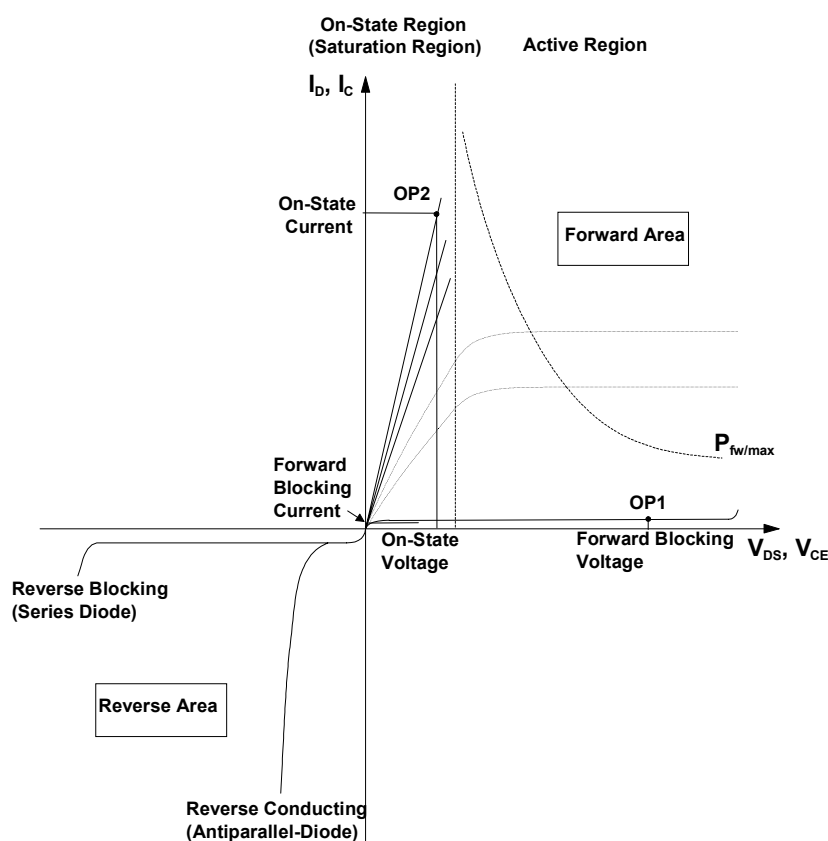 On-State Region
(Saturation Region)
Active Region
I_D, I_C
OP2
On-State
Current
Forward Area
P_fw/max
Forward
Blocking
Current
OP1
On-State
Voltage
Forward Blocking
Voltage
V_DS, V_CE
Reverse Blocking
(Series Diode)
Reverse Area
Reverse Conducting
(Antiparallel-Diode)